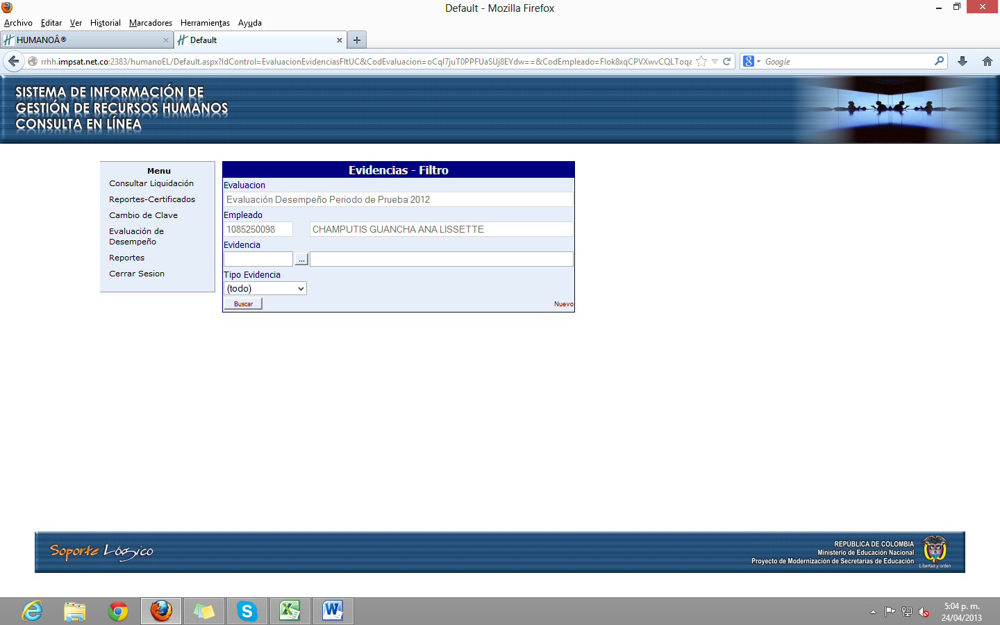 Default - Mozilla Firefox
Archivo Editar Ver Historial Marcadores Herramientas Ayuda
HUMANOÂ® Default
rrhh.impsat.net.co:2383/humanoEL/Default.aspx?IdControl=EvaluacionEvidenciasFltUC&CodEvaluacion=oCql7juT0PPFUaSUj8EYdw==&CodEmpleado=Flok8xqCPVXwvCQLToqa Google
SISTEMA DE INFORMACIÓN DE
GESTIÓN DE RECURSOS HUMANOS
CONSULTA EN LÍNEA
Menu
Consultar Liquidación
Reportes-Certificados
Cambio de Clave
Evaluación de
Desempeño
Reportes
Cerrar Sesion
Evidencias - Filtro
Evaluacion
Evaluación Desempeño Periodo de Prueba 2012
Empleado
1085250098 CHAMPUTIS GUANCHA ANA LISSETTE
Evidencia
...
Tipo Evidencia
(todo)
Buscar Nuevo
Soporte Lógico
REPÚBLICA DE COLOMBIA
Ministerio de Educación Nacional
Proyecto de Modernización de Secretarias de Educación
Libertad y orden
5:04 p. m.
24/04/2013